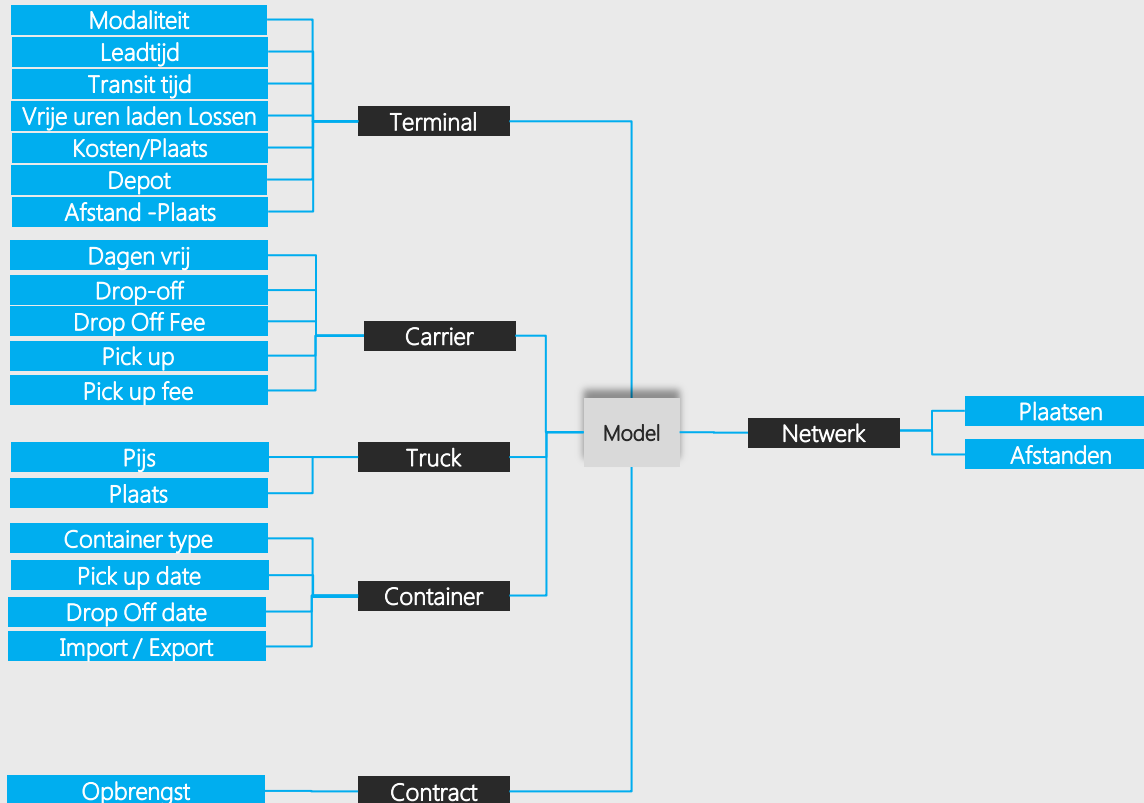 Modaliteit
Leadtijd
Transit tijd
Vrije uren laden Lossen
Kosten/Plaats
Depot
Afstand -Plaats
Terminal
Dagen vrij
Drop-off
Drop Off Fee
Pick up
Pick up fee
Carrier
Pijs
Plaats
Truck
Container type
Pick up date
Drop Off date
Import / Export
Container
Opbrengst
Contract
Model
Netwerk
Plaatsen
Afstanden